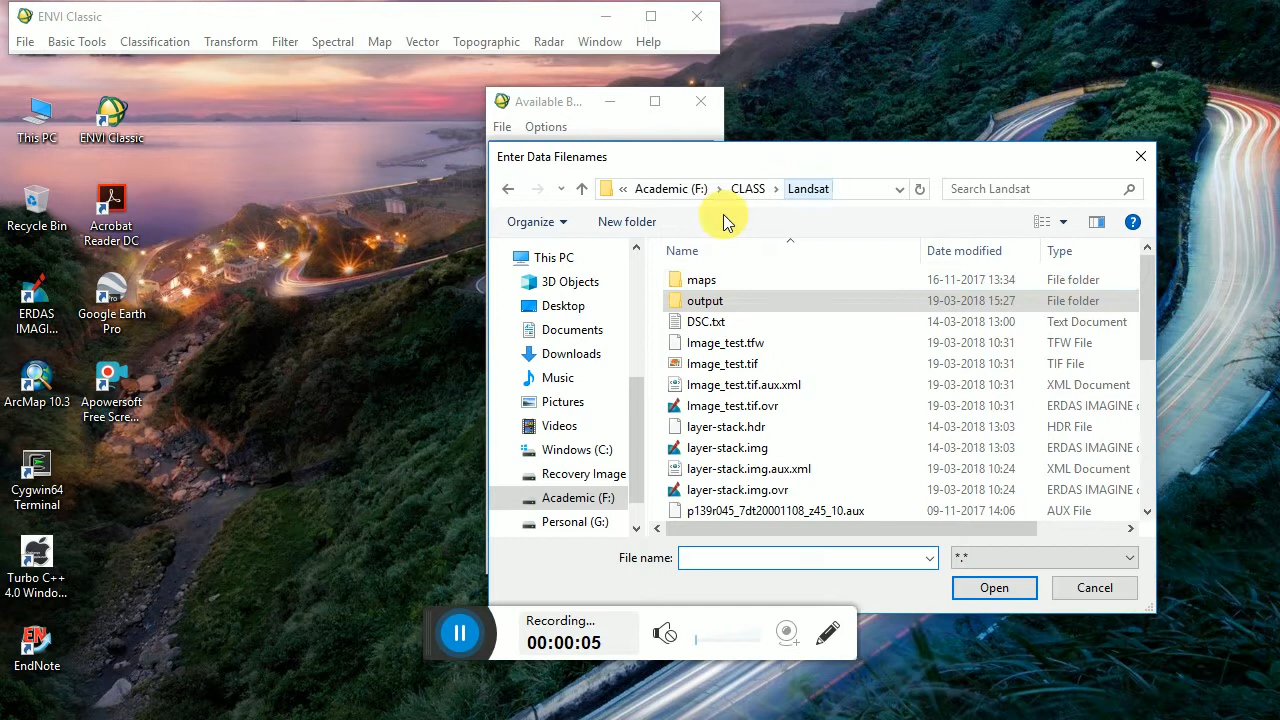 ENVI Classic
File Basic Tools Classification Transform Filter Spectral Map Vector Topographic Radar Window Help
This PC
ENVI Classic
Recycle Bin
Acrobat
Reader DC
ERDAS
IMAGI...
Google Earth
Pro
ArcMap 10.3
Apowersoft
Free Scre...
Cygwin64
Terminal
Turbo C++
4.0 Windo...
EndNote
Available B...
File Options
Enter Data Filenames
« Academic (F:) › CLASS › Landsat
Search Landsat
Organize New folder
This PC
3D Objects
Desktop
Documents
Downloads
Music
Pictures
Videos
Windows (C:)
Recovery Image
Academic (F:)
Personal (G:)
Name Date modified Type
maps 16-11-2017 13:34 File folder
output 19-03-2018 15:27 File folder
DSC.txt 14-03-2018 13:00 Text Document
Image_test.tfw 19-03-2018 10:31 TFW File
Image_test.tif 19-03-2018 10:31 TIF File
Image_test.tif.aux.xml 19-03-2018 10:31 XML Document
Image_test.tif.ovr 19-03-2018 10:31 ERDAS IMAGINE
layer-stack.hdr 14-03-2018 13:03 HDR File
layer-stack.img 14-03-2018 13:03 ERDAS IMAGINE
layer-stack.img.aux.xml 19-03-2018 10:24 XML Document
layer-stack.img.ovr 19-03-2018 10:24 ERDAS IMAGINE
p139r045_7dt20001108_z45_10.aux 09-11-2017 14:06 AUX File
File name:
*.*
Open Cancel
Recording...
00:00:05